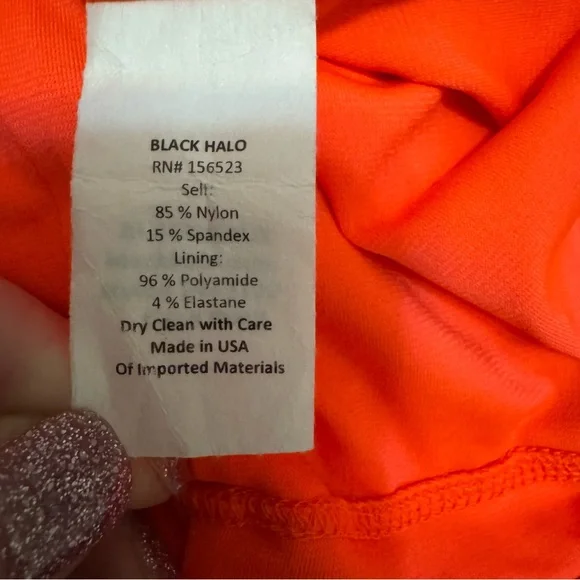 BLACK HALO
RN# 156523
Self:
85 % Nylon
15 % Spandex
Lining:
96 % Polyamide
4 % Elastane
Dry Clean with Care
Made in USA
Of Imported Materials